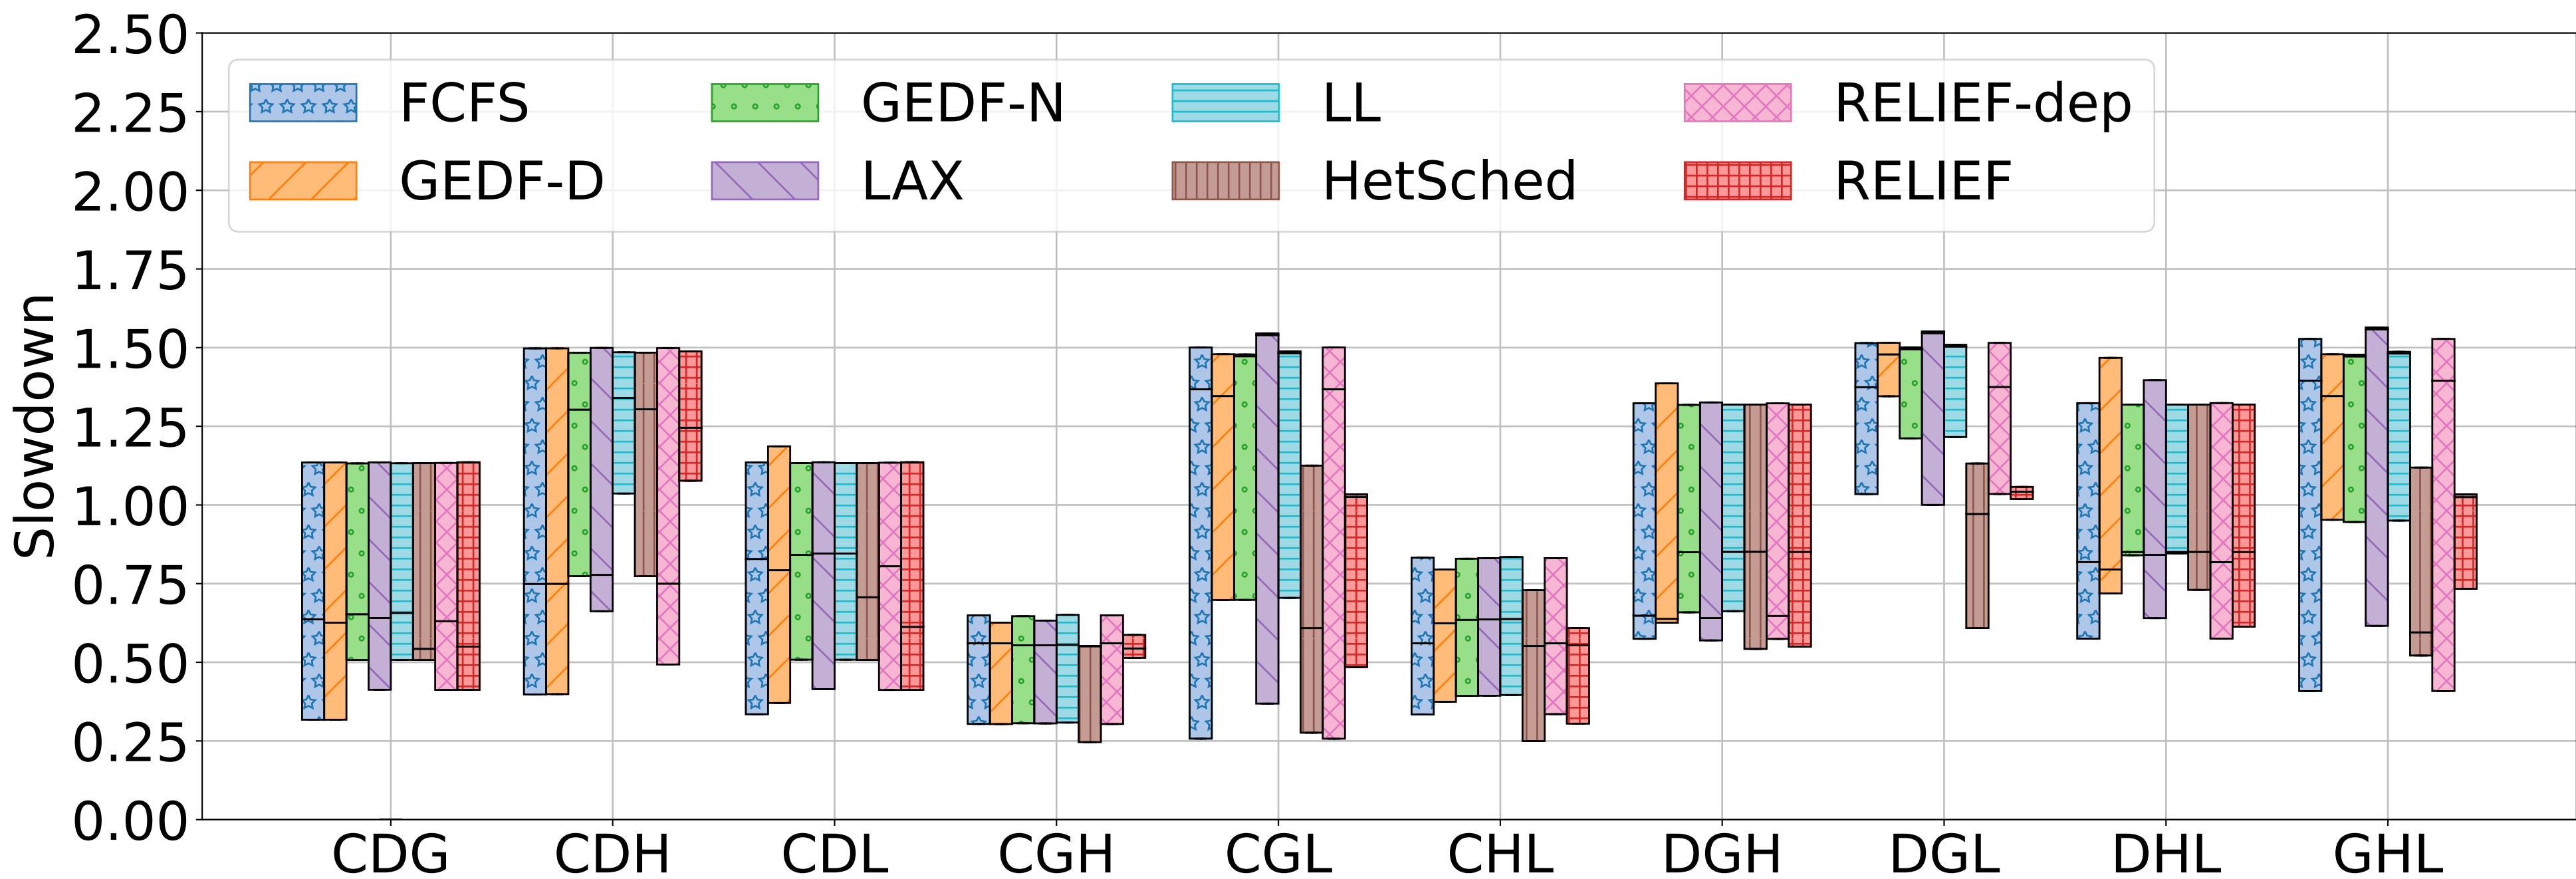 2.50
2.25
2.00
1.75
1.50
1.25
1.00
0.75
0.50
0.25
0.00
Slowdown
FCFS GEDF-N LL RELIEF-dep
GEDF-D LAX HetSched RELIEF
CDG CDH CDL CGH CGL CHL DGH DGL DHL GHL